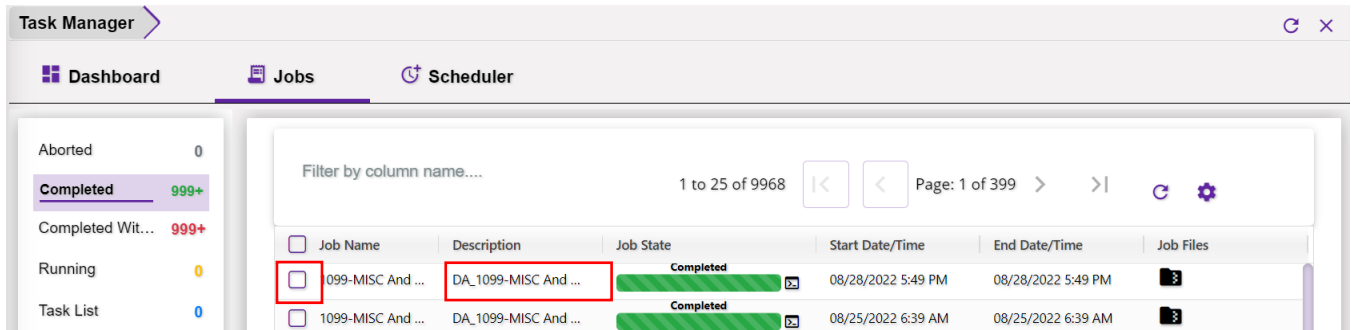 Task Manager
Dashboard
Jobs
Scheduler
Aborted 0
Completed 999+
Completed Wit... 999+
Running 0
Task List 0
Filter by column name....
1 to 25 of 9968
Page: 1 of 399
Job Name Description Job State Start Date/Time End Date/Time Job Files
1099-MISC And ... DA_1099-MISC And ... Completed 08/28/2022 5:49 PM 08/28/2022 5:49 PM
1099-MISC And ... DA_1099-MISC And ... Completed 08/25/2022 6:39 AM 08/25/2022 6:39 AM